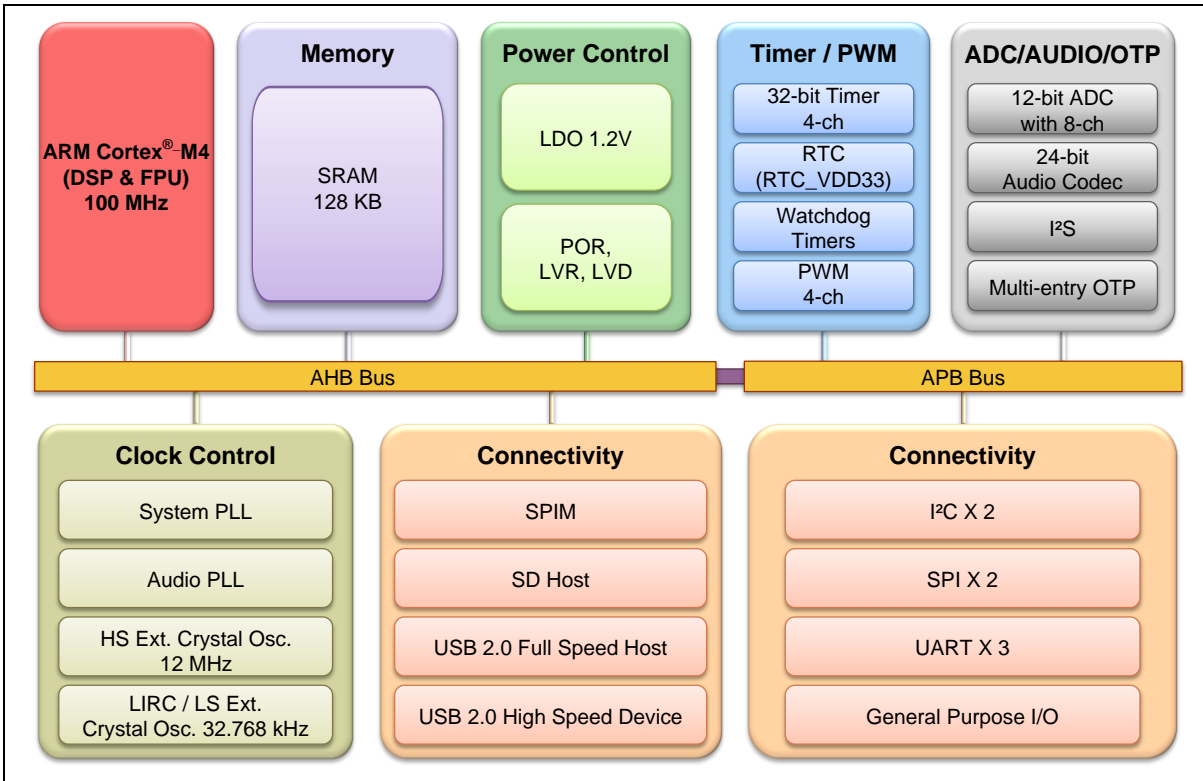 ARM Cortex®-M4
(DSP & FPU)
100 MHz
Memory
SRAM
128 KB
Power Control
LDO 1.2V
POR,
LVR, LVD
Timer / PWM
32-bit Timer
4-ch
RTC
(RTC_VDD33)
Watchdog
Timers
PWM
4-ch
ADC/AUDIO/OTP
12-bit ADC
with 8-ch
24-bit
Audio Codec
I²S
Multi-entry OTP
AHB Bus
APB Bus
Clock Control
System PLL
Audio PLL
HS Ext. Crystal Osc.
12 MHz
LIRC / LS Ext.
Crystal Osc. 32.768 kHz
Connectivity
SPIM
SD Host
USB 2.0 Full Speed Host
USB 2.0 High Speed Device
Connectivity
I²C X 2
SPI X 2
UART X 3
General Purpose I/O